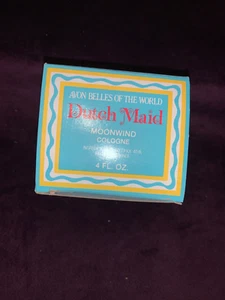 AVON BELLES OF THE WORLD
Dutch Maid
MOONWIND
COLOGNE
4 FL. OZ.